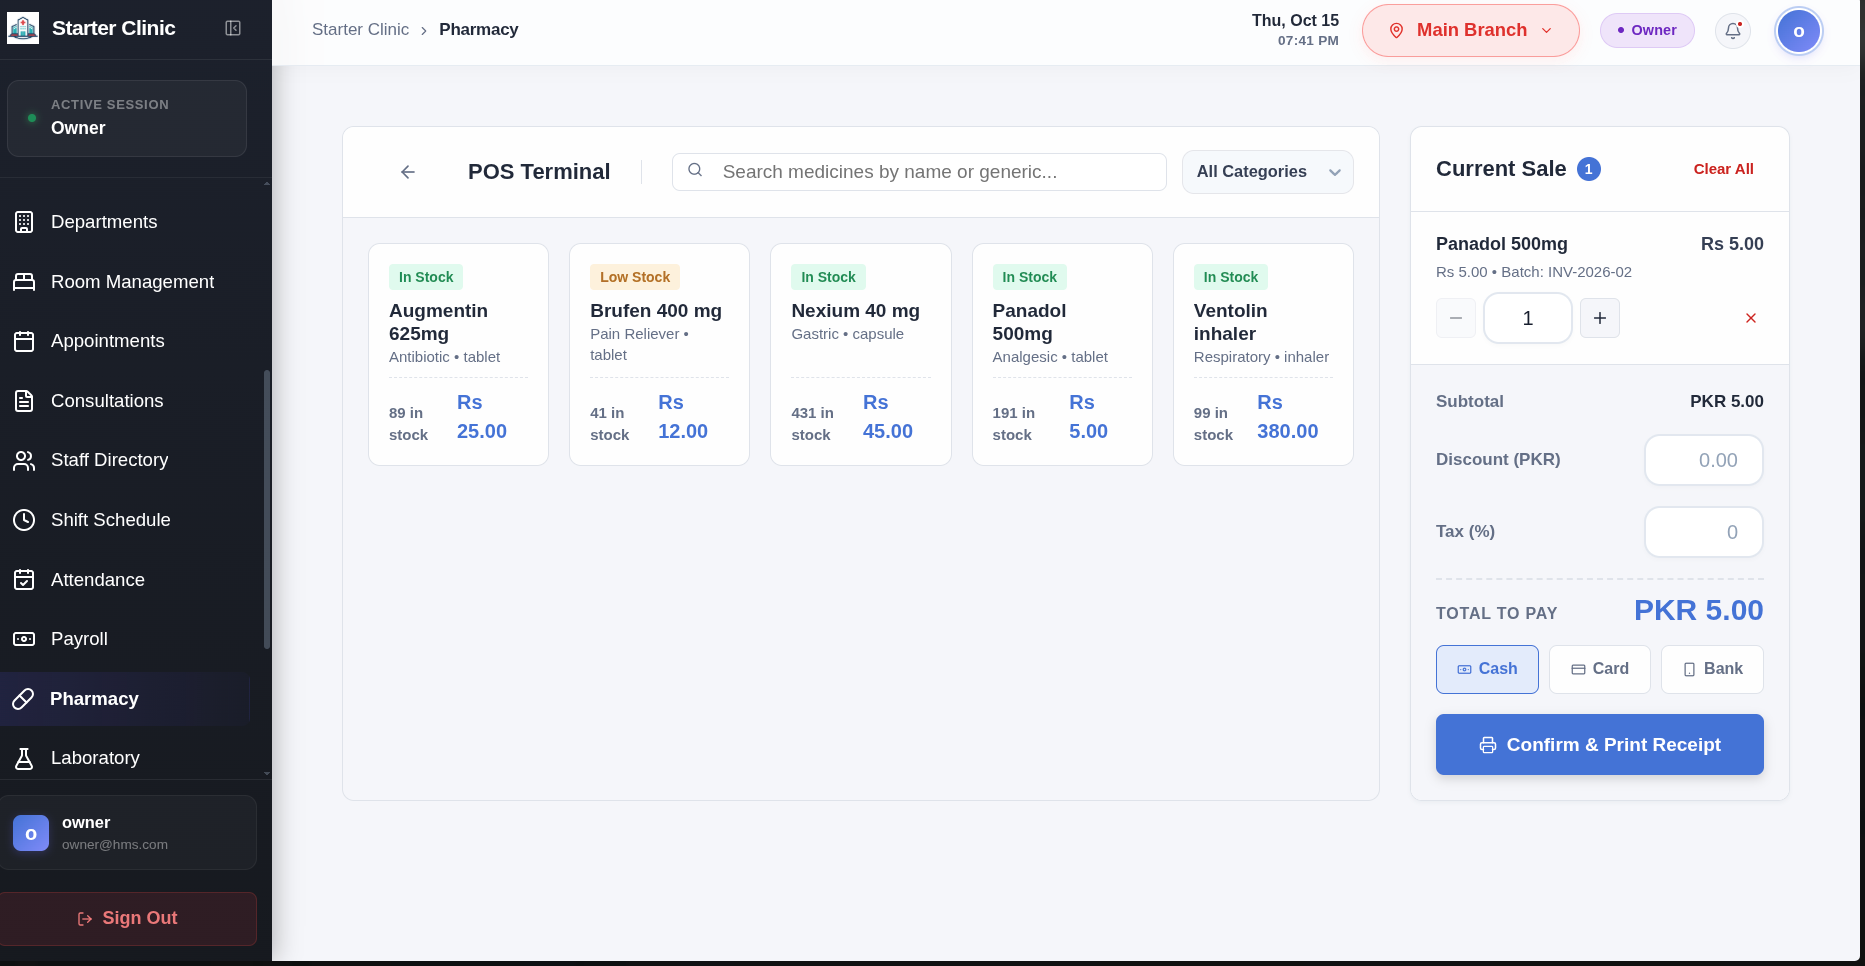 Starter Clinic
ACTIVE SESSION
Owner
Departments
Room Management
Appointments
Consultations
Staff Directory
Shift Schedule
Attendance
Payroll
Pharmacy
Laboratory
o
owner
owner@hms.com
Sign Out
Starter Clinic › Pharmacy
Thu, Oct 15
07:41 PM
Main Branch
Owner
o
POS Terminal
Search medicines by name or generic...
All Categories
In Stock
Augmentin
625mg
Antibiotic • tablet
89 in
stock
Rs
25.00
Low Stock
Brufen 400 mg
Pain Reliever •
tablet
41 in
stock
Rs
12.00
In Stock
Nexium 40 mg
Gastric • capsule
431 in
stock
Rs
45.00
In Stock
Panadol
500mg
Analgesic • tablet
191 in
stock
Rs
5.00
In Stock
Ventolin
inhaler
Respiratory • inhaler
99 in
stock
Rs
380.00
Current Sale 1
Clear All
Panadol 500mg
Rs 5.00
Rs 5.00 • Batch: INV-2026-02
1
Subtotal
PKR 5.00
Discount (PKR)
0.00
Tax (%)
0
TOTAL TO PAY
PKR 5.00
Cash
Card
Bank
Confirm & Print Receipt